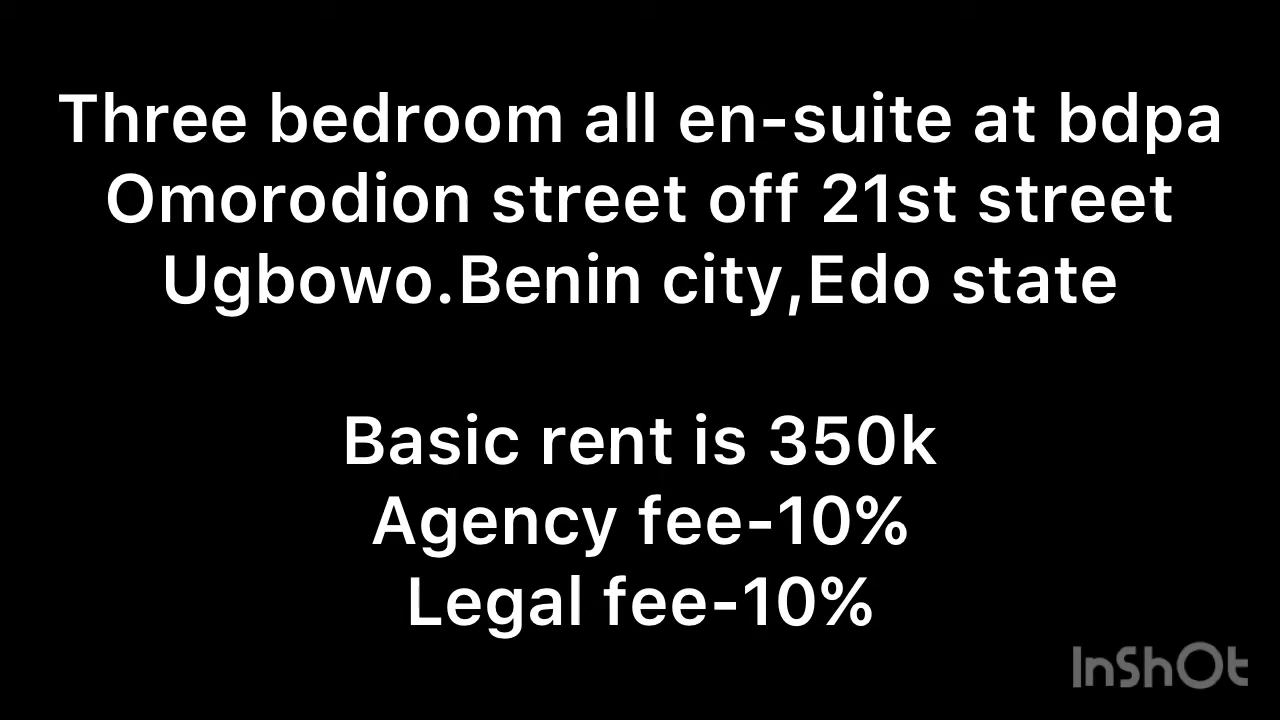 Three bedroom all en-suite at bdpa
Omorodion street off 21st street
Ugbowo.Benin city,Edo state
Basic rent is 350k
Agency fee-10%
Legal fee-10%
InShOt